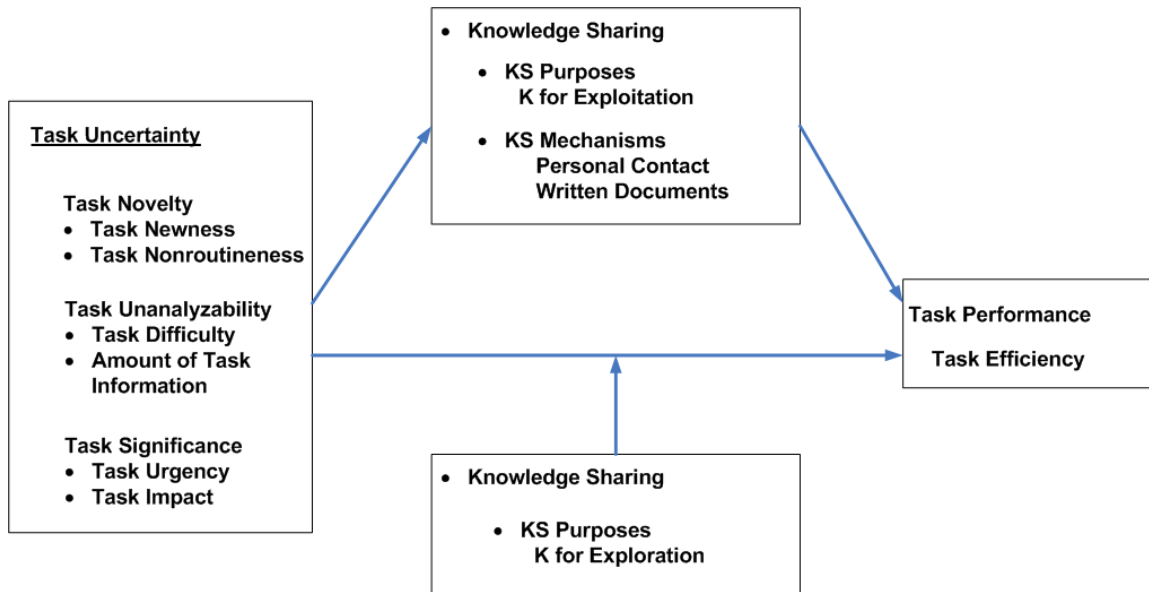 Task Uncertainty
Task Novelty
• Task Newness
• Task Nonroutineness
Task Unanalyzability
• Task Difficulty
• Amount of Task
Information
Task Significance
• Task Urgency
• Task Impact
• Knowledge Sharing
• KS Purposes
K for Exploitation
• KS Mechanisms
Personal Contact
Written Documents
• Knowledge Sharing
• KS Purposes
K for Exploration
Task Performance
Task Efficiency